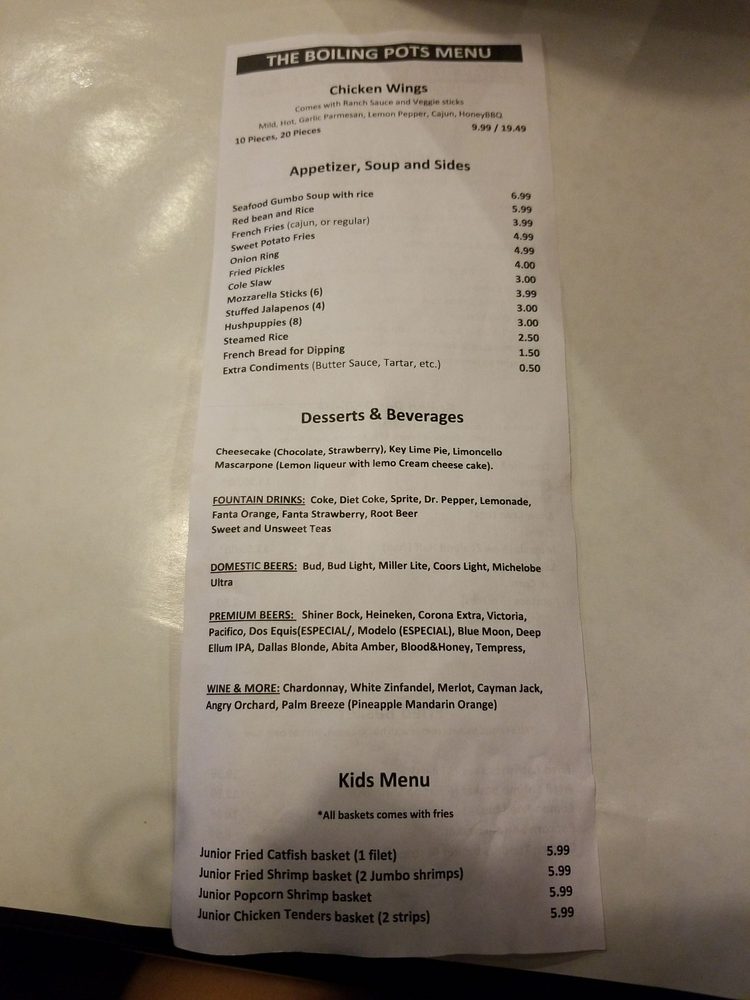 THE BOILING POTS MENU
Chicken Wings
Comes with Ranch Sauce and Veggie sticks
Mild, Hot, Garlic Parmesan, Lemon Pepper, Cajun, HoneyBBQ
10 Pieces, 20 Pieces 9.99 / 19.49
Appetizer, Soup and Sides
Seafood Gumbo Soup with rice 6.99
Red bean and Rice 5.99
French Fries (cajun, or regular) 3.99
Sweet Potato Fries 4.99
Onion Ring 4.99
Fried Pickles 4.00
Cole Slaw 3.00
Mozzarella Sticks (6) 3.99
Stuffed Jalapenos (4) 3.00
Hushpuppies (8) 3.00
Steamed Rice 2.50
French Bread for Dipping 1.50
Extra Condiments (Butter Sauce, Tartar, etc.) 0.50
Desserts & Beverages
Cheesecake (Chocolate, Strawberry), Key Lime Pie, Limoncello
Mascarpone (Lemon liqueur with lemo Cream cheese cake).
FOUNTAIN DRINKS: Coke, Diet Coke, Sprite, Dr. Pepper, Lemonade,
Fanta Orange, Fanta Strawberry, Root Beer
Sweet and Unsweet Teas
DOMESTIC BEERS: Bud, Bud Light, Miller Lite, Coors Light, Michelobe
Ultra
PREMIUM BEERS: Shiner Bock, Heineken, Corona Extra, Victoria,
Pacifico, Dos Equis(ESPECIAL/, Modelo (ESPECIAL), Blue Moon, Deep
Ellum IPA, Dallas Blonde, Abita Amber, Blood&Honey, Tempress,
WINE & MORE: Chardonnay, White Zinfandel, Merlot, Cayman Jack,
Angry Orchard, Palm Breeze (Pineapple Mandarin Orange)
Kids Menu
*All baskets comes with fries
Junior Fried Catfish basket (1 filet) 5.99
Junior Fried Shrimp basket (2 Jumbo shrimps) 5.99
Junior Popcorn Shrimp basket 5.99
Junior Chicken Tenders basket (2 strips) 5.99